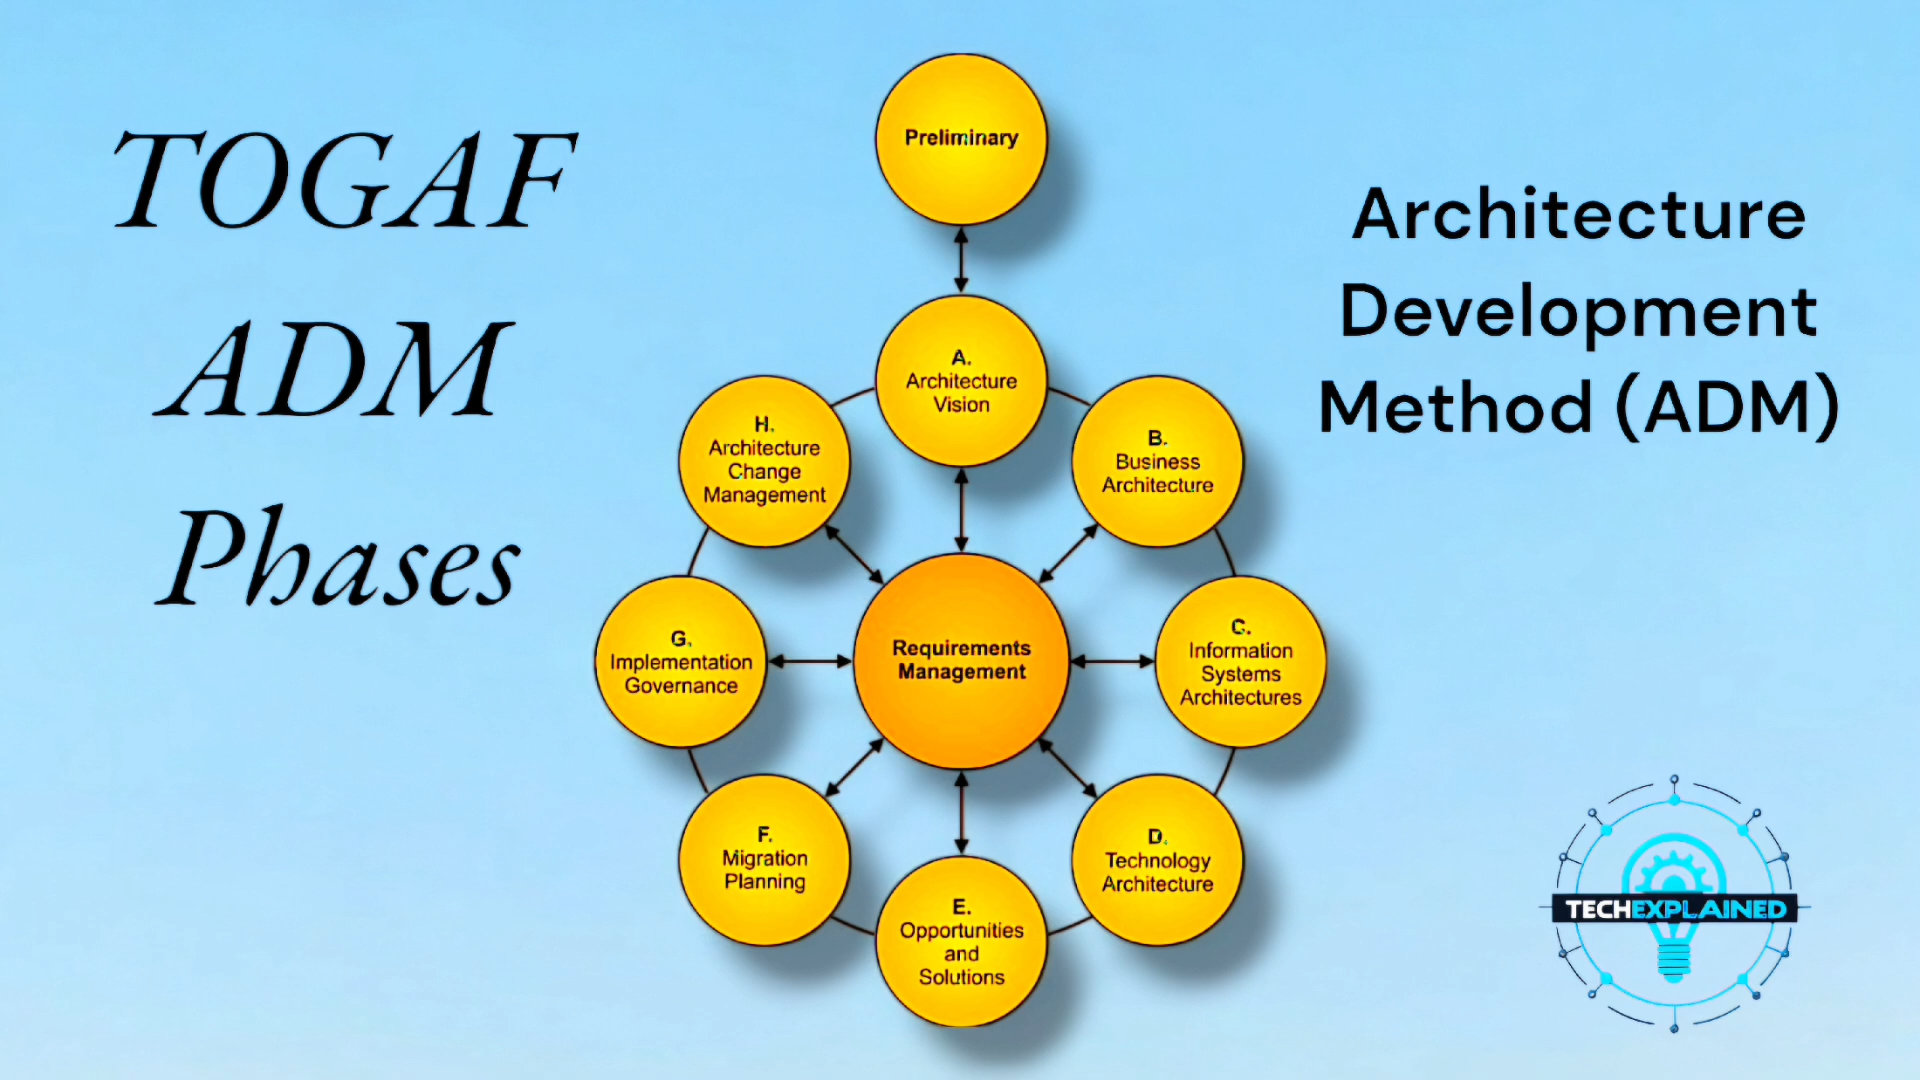 TOGAF
ADM
Phases
Preliminary
A.
Architecture
Vision
B.
Business
Architecture
C.
Information
Systems
Architectures
D.
Technology
Architecture
E.
Opportunities
and
Solutions
F.
Migration
Planning
G.
Implementation
Governance
H.
Architecture
Change
Management
Requirements
Management
Architecture
Development
Method (ADM)
TECHEXPLAINED